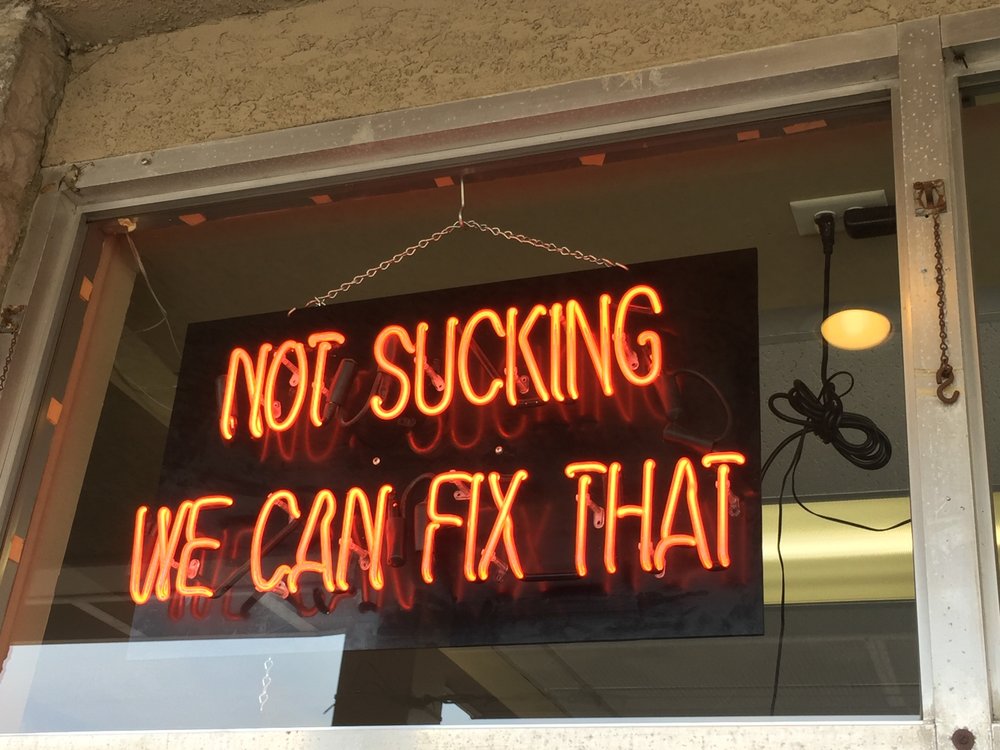 NOT SUCKING
WE CAN FIX THAT